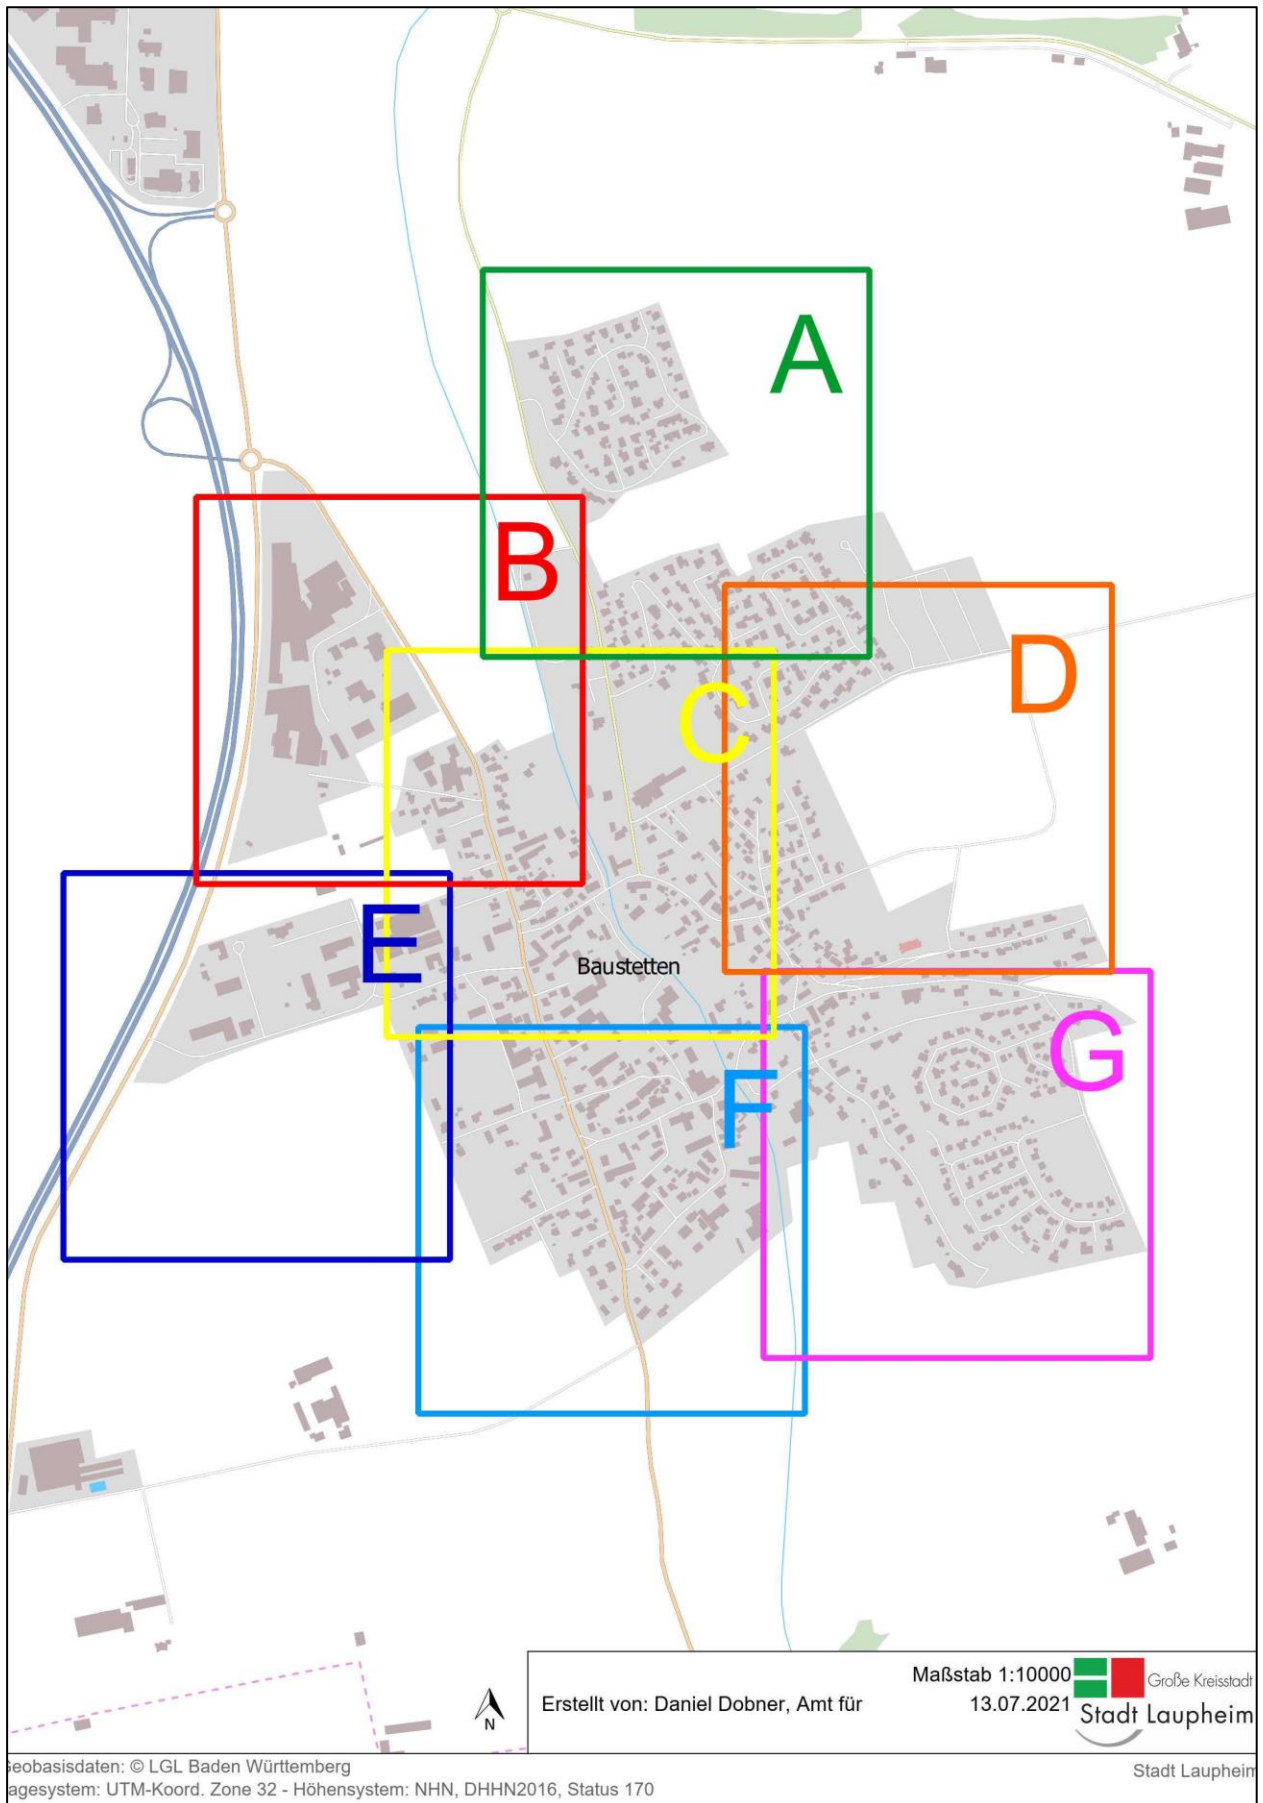 A
B
D
C
E
Baustetten
G
F
Maßstab 1:10000
Große Kreisstadt
Erstellt von: Daniel Dobner, Amt für
13.07.2021
Stadt Laupheim
N
eobasisdaten: © LGL Baden Württemberg
Stadt Laupheim
agesystem: UTM-Koord. Zone 32 - Höhensystem: NHN, DHHN2016, Status 170